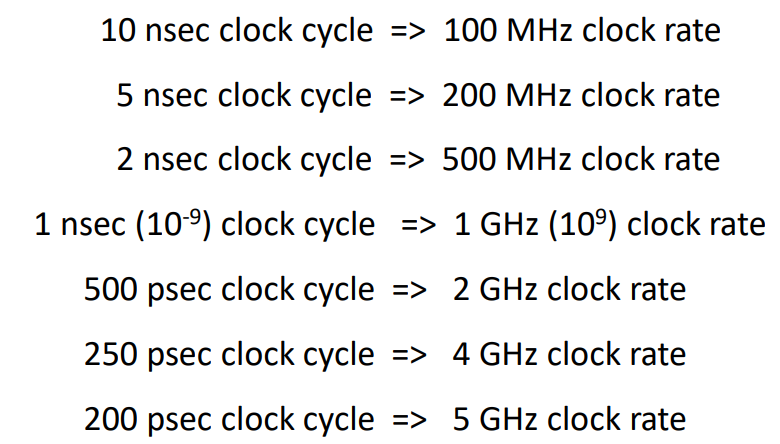 10 nsec clock cycle => 100 MHz clock rate
5 nsec clock cycle => 200 MHz clock rate
2 nsec clock cycle => 500 MHz clock rate
1 nsec (10⁻⁹) clock cycle => 1 GHz (10⁹) clock rate
500 psec clock cycle => 2 GHz clock rate
250 psec clock cycle => 4 GHz clock rate
200 psec clock cycle => 5 GHz clock rate